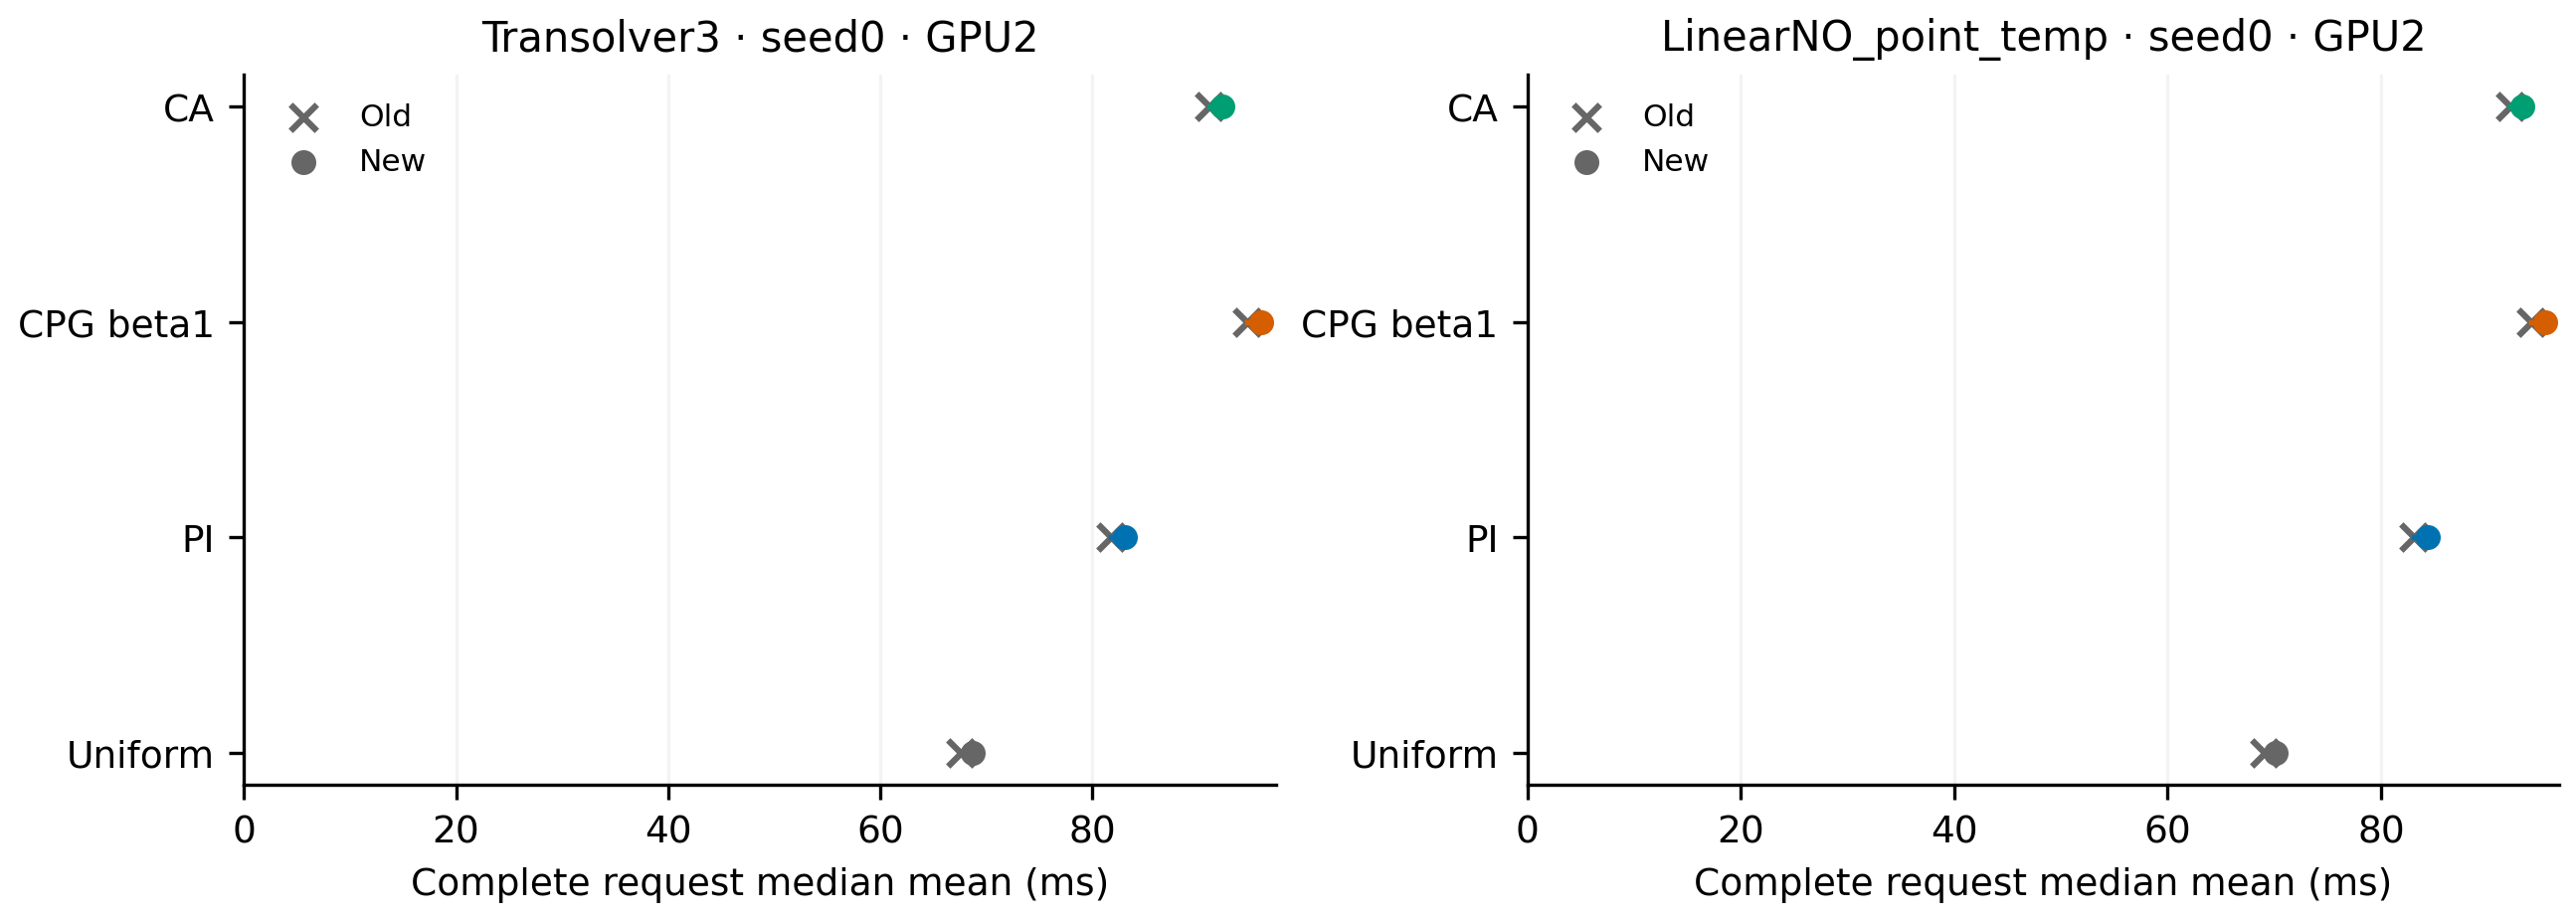 Transolver3 · seed0 · GPU2
CA
CPG beta1
PI
Uniform
Old
New
0 20 40 60 80
Complete request median mean (ms)
LinearNO_point_temp · seed0 · GPU2
CA
CPG beta1
PI
Uniform
Old
New
0 20 40 60 80
Complete request median mean (ms)